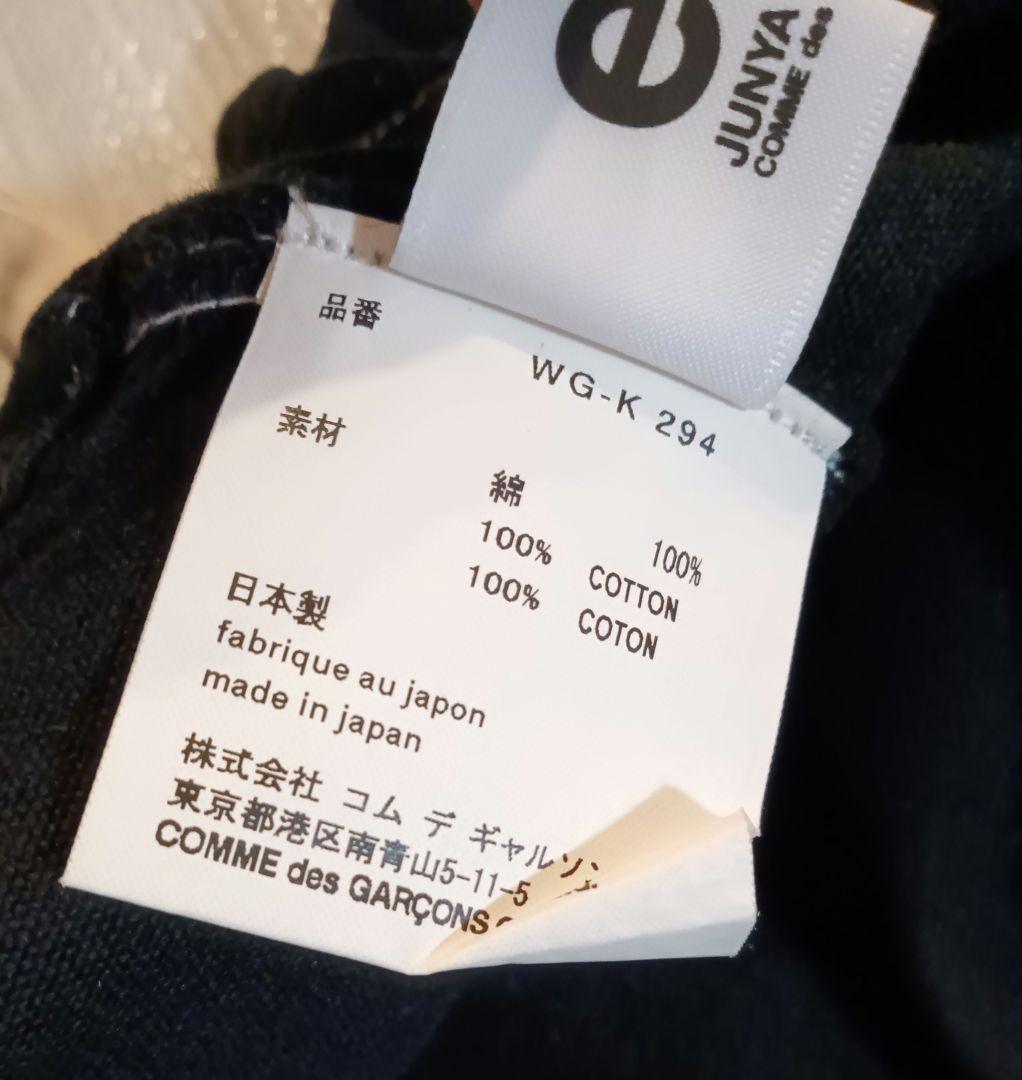 e
JUNYA
COMME des
品番
WG-K 294
素材
綿 100%
100% COTTON
100% COTON
日本製
fabrique au japon
made in japan
株式会社 コム デ ギャルソン
東京都港区南青山5-11-5
COMME des GARÇONS